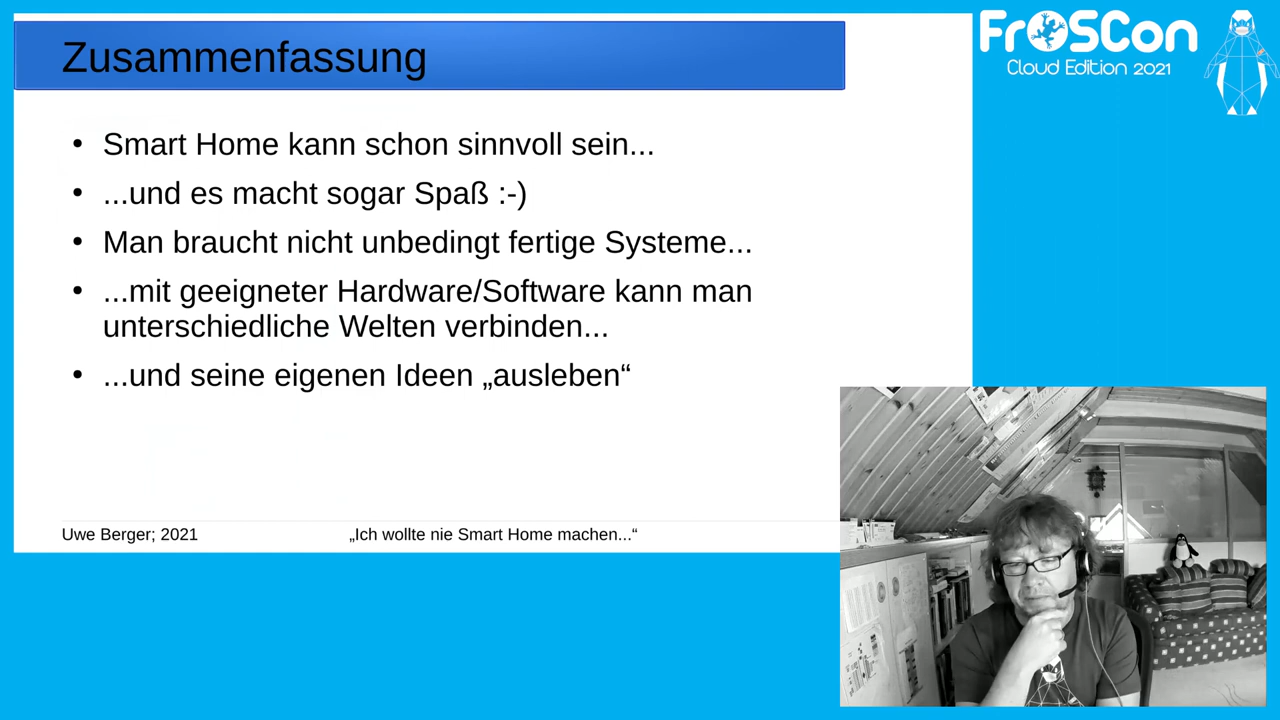 Zusammenfassung
FrOSCon
Cloud Edition 2021
• Smart Home kann schon sinnvoll sein...
• ...und es macht sogar Spaß :-)
• Man braucht nicht unbedingt fertige Systeme...
• ...mit geeigneter Hardware/Software kann man
unterschiedliche Welten verbinden...
• ...und seine eigenen Ideen „ausleben“
Uwe Berger; 2021
„Ich wollte nie Smart Home machen...“